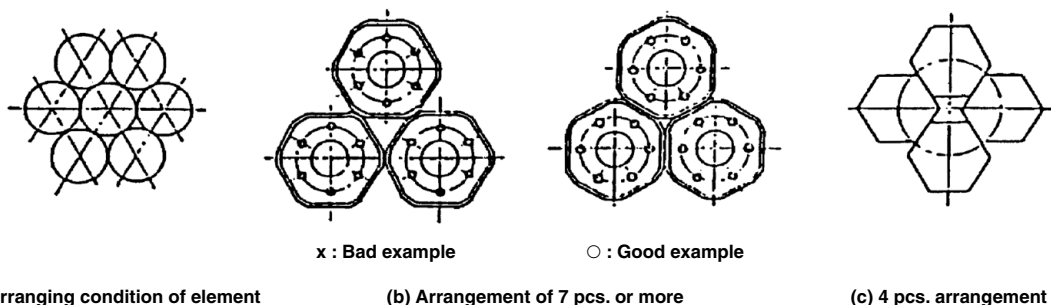 x : Bad example
○ : Good example
rranging condition of element
(b) Arrangement of 7 pcs. or more
(c) 4 pcs. arrangement